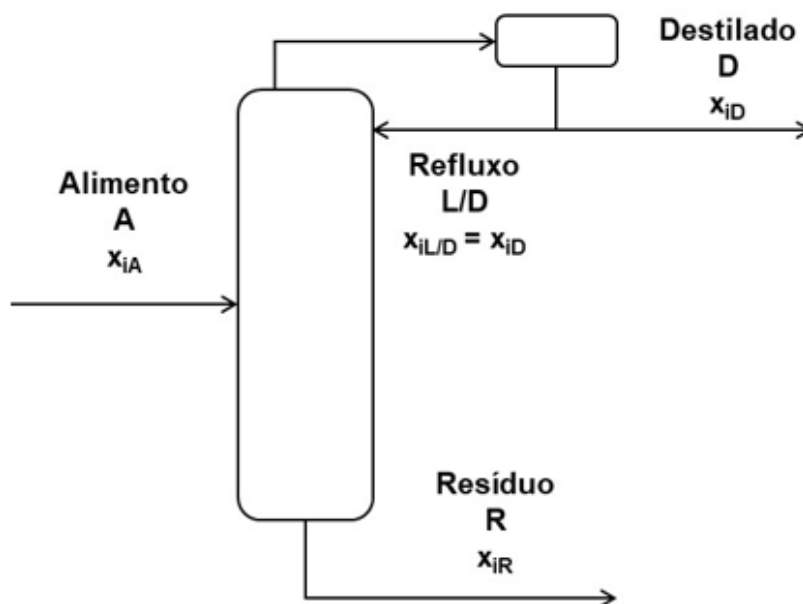 Destilado
D
x_iD
Alimento
A
x_iA
Refluxo
L/D
x_iL/D = x_iD
Resíduo
R
x_iR